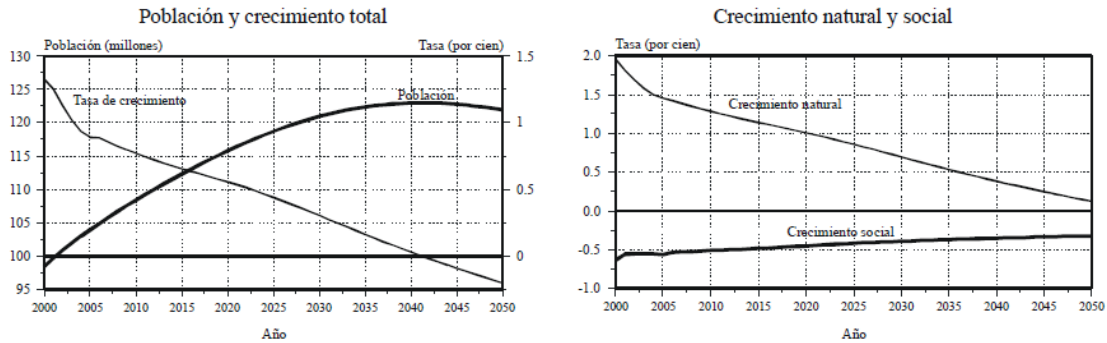 Población y crecimiento total
Población (millones)
Tasa (por cien)
130
125
120
115
110
105
100
95
1.5
1
0.5
0
Tasa de crecimiento
Población
2000 2005 2010 2015 2020 2025 2030 2035 2040 2045 2050
Año
Crecimiento natural y social
Tasa (por cien)
2.0
1.5
1.0
0.5
0.0
-0.5
-1.0
Crecimiento natural
Crecimiento social
2000 2005 2010 2015 2020 2025 2030 2035 2040 2045 2050
Año